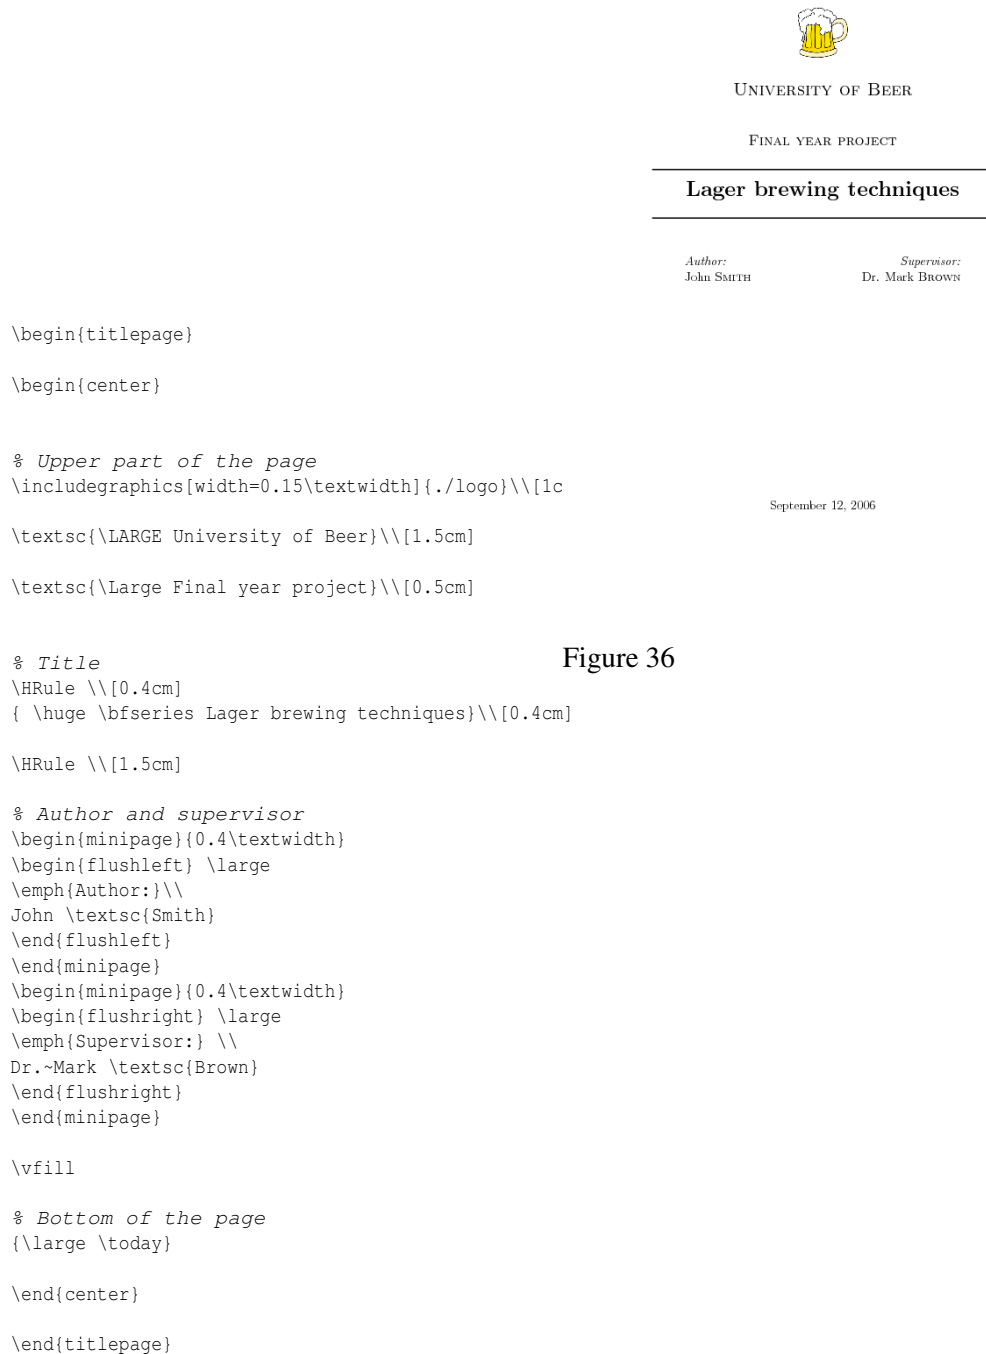 UNIVERSITY OF BEER
FINAL YEAR PROJECT
Lager brewing techniques
Author:
John SMITH
Supervisor:
Dr. Mark BROWN
September 12, 2006
Figure 36
\begin{titlepage}
\begin{center}
% Upper part of the page
\includegraphics[width=0.15\textwidth]{./logo}\\[1c
\textsc{\LARGE University of Beer}\\[1.5cm]
\textsc{\Large Final year project}\\[0.5cm]
% Title
\HRule \\[0.4cm]
{ \huge \bfseries Lager brewing techniques}\\[0.4cm]
\HRule \\[1.5cm]
% Author and supervisor
\begin{minipage}{0.4\textwidth}
\begin{flushleft} \large
\emph{Author:}\\
John \textsc{Smith}
\end{flushleft}
\end{minipage}
\begin{minipage}{0.4\textwidth}
\begin{flushright} \large
\emph{Supervisor:} \\
Dr.~Mark \textsc{Brown}
\end{flushright}
\end{minipage}
\vfill
% Bottom of the page
{\large \today}
\end{center}
\end{titlepage}